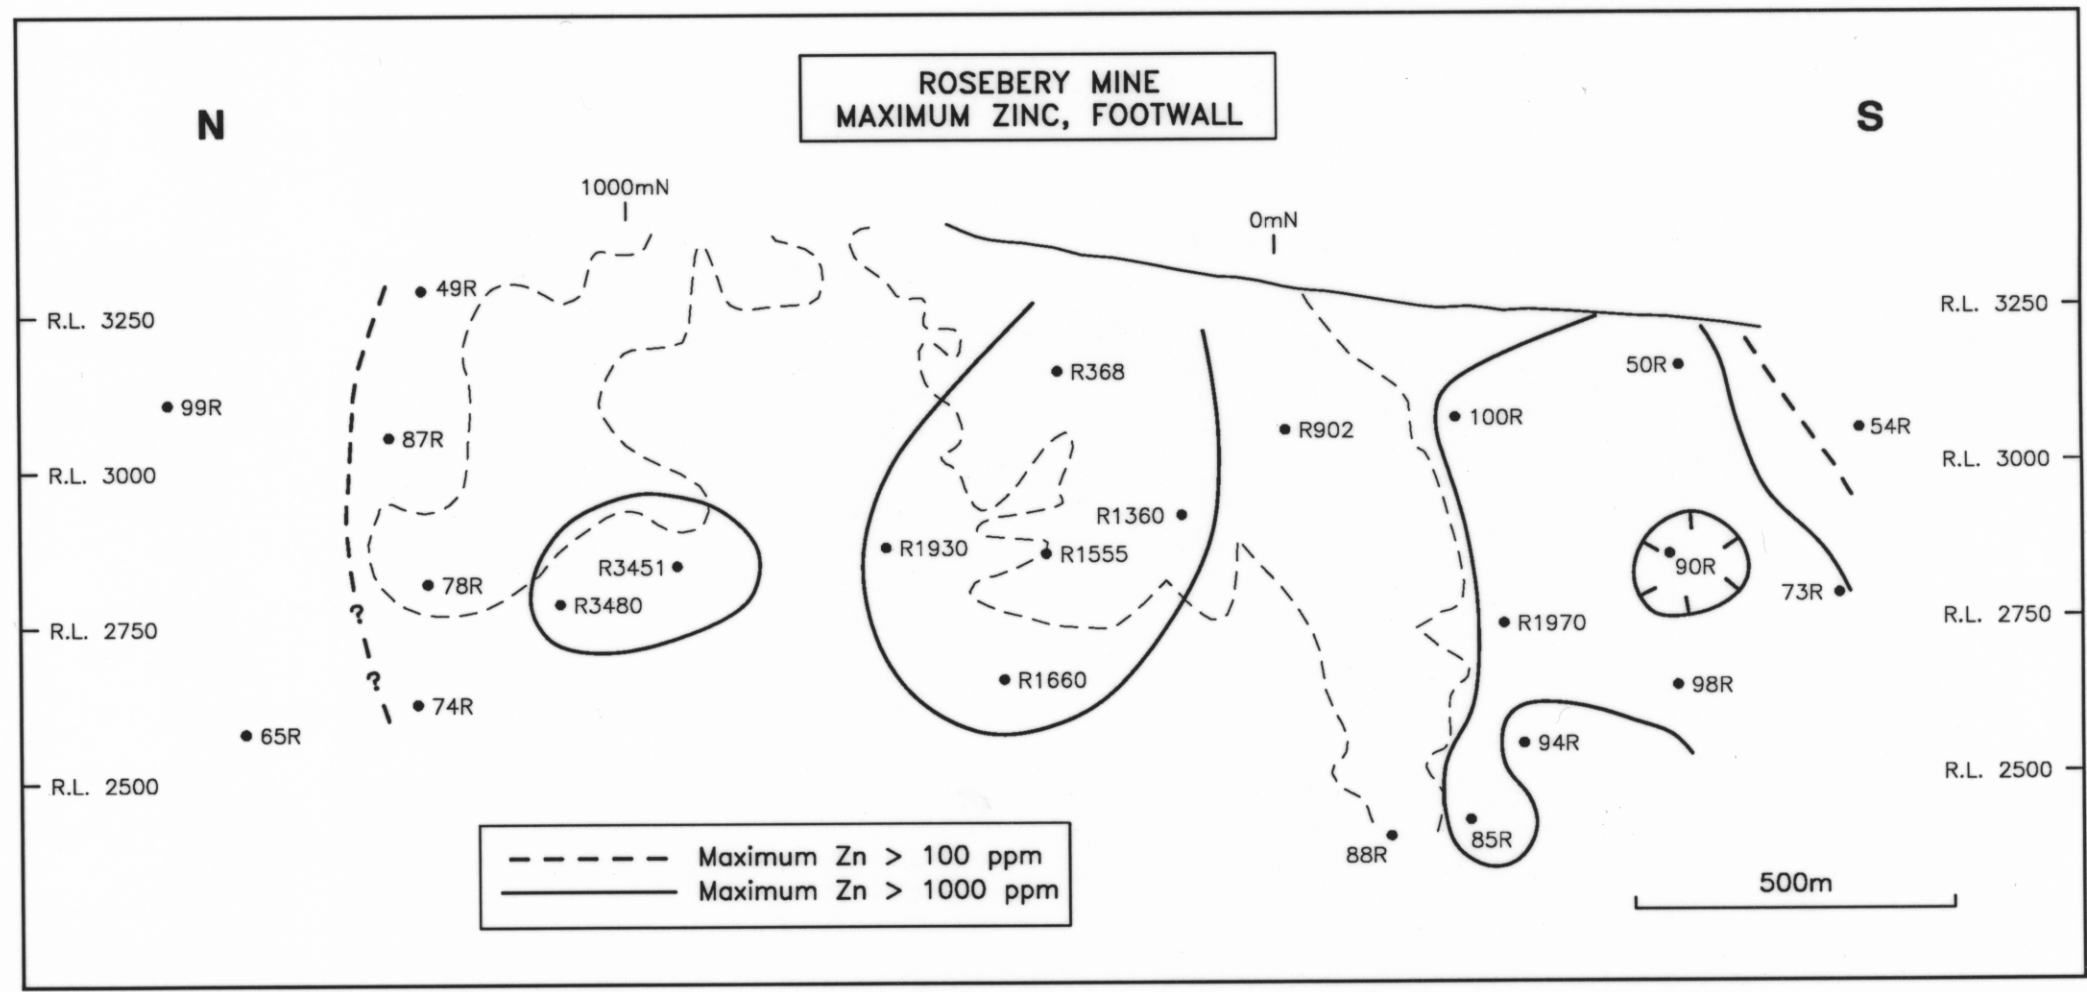 ROSEBERY MINE
MAXIMUM ZINC, FOOTWALL
N
S
1000mN
0mN
49R
R.L. 3250
R.L. 3250
50R
R368
99R
100R
54R
R902
87R
R.L. 3000
R.L. 3000
R1360
R1930
R1555
R3451
90R
78R
73R
R3480
R.L. 2750
?
R1970
R.L. 2750
?
R1660
98R
74R
65R
94R
R.L. 2500
R.L. 2500
85R
88R
Maximum Zn > 100 ppm
Maximum Zn > 1000 ppm
500m